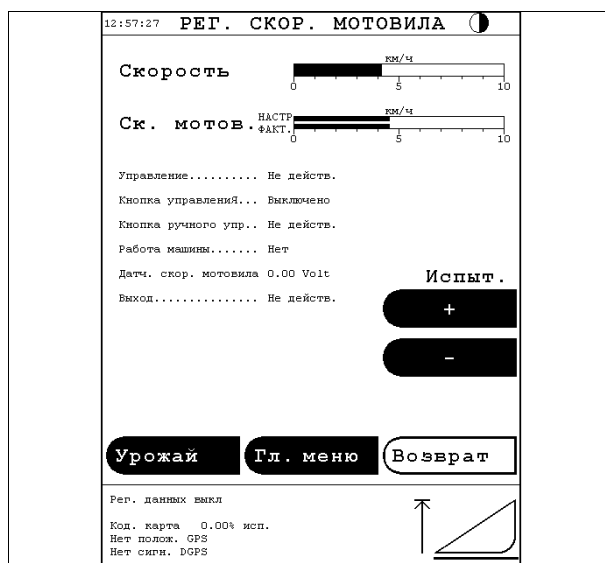 12:57:27 РЕГ. СКОР. МОТОВИЛА
км/ч
Скорость
0 5 10
км/ч
Ск. мотов. НАСТР
ФАКТ.
0 5 10
Управление.......... Не действ.
Кнопка управлениЯ... Выключено
Кнопка ручного упр.. Не действ.
Работа машины....... Нет
Датч. скор. мотовила 0.00 Volt
Испыт.
Выход............... Не действ.
+
-
Урожай Гл. меню Возврат
Рег. данных выкл
Код. карта 0.00% исп.
Нет полож. GPS
Нет сигн. DGPS